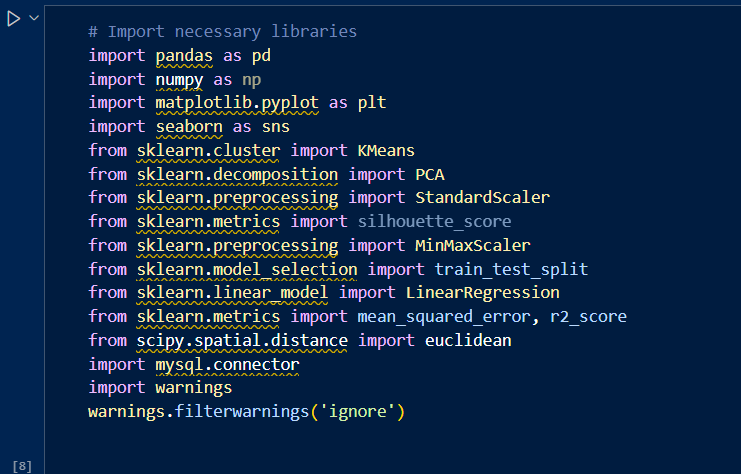 # Import necessary libraries
import pandas as pd
import numpy as np
import matplotlib.pyplot as plt
import seaborn as sns
from sklearn.cluster import KMeans
from sklearn.decomposition import PCA
from sklearn.preprocessing import StandardScaler
from sklearn.metrics import silhouette_score
from sklearn.preprocessing import MinMaxScaler
from sklearn.model_selection import train_test_split
from sklearn.linear_model import LinearRegression
from sklearn.metrics import mean_squared_error, r2_score
from scipy.spatial.distance import euclidean
import mysql.connector
import warnings
warnings.filterwarnings('ignore')
[8]